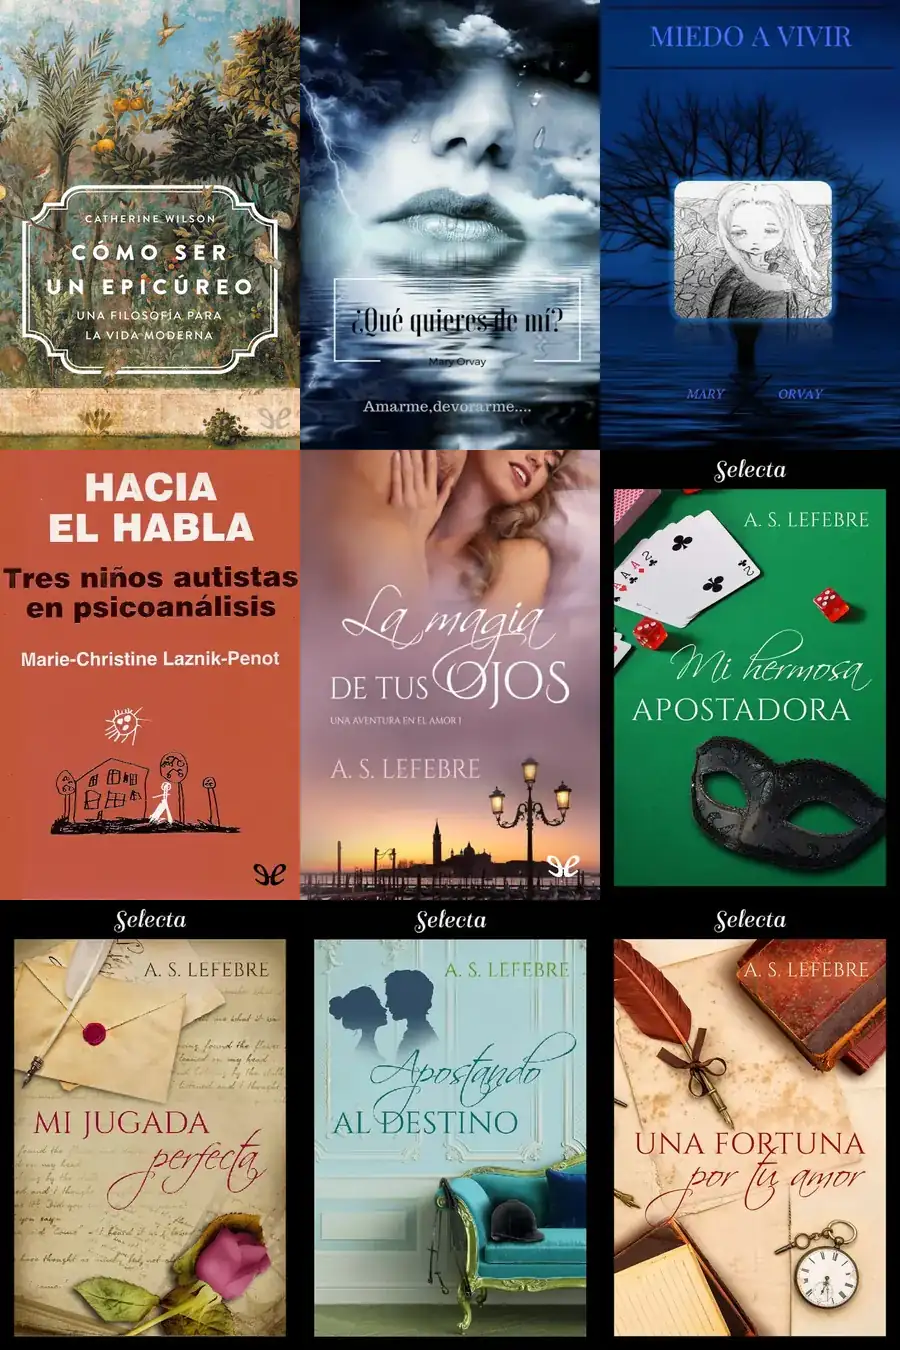 CATHERINE WILSON
CÓMO SER
UN EPICÚREO
UNA FILOSOFÍA PARA
LA VIDA MODERNA
¿Qué quieres de mí?
Mary Orvay
Amarme,devorarme....
MIEDO A VIVIR
MARY ORVAY
HACIA
EL HABLA
Tres niños autistas
en psicoanálisis
Marie-Christine Laznik-Penot
La magia
DE TUS OJOS
UNA AVENTURA EN EL AMOR I
A. S. LEFEBRE
Selecta
A. S. LEFEBRE
Mi hermosa
APOSTADORA
Selecta
A. S. LEFEBRE
MI JUGADA
perfecta
Selecta
A. S. LEFEBRE
Apostando
AL DESTINO
Selecta
A. S. LEFEBRE
UNA FORTUNA
por tu amor